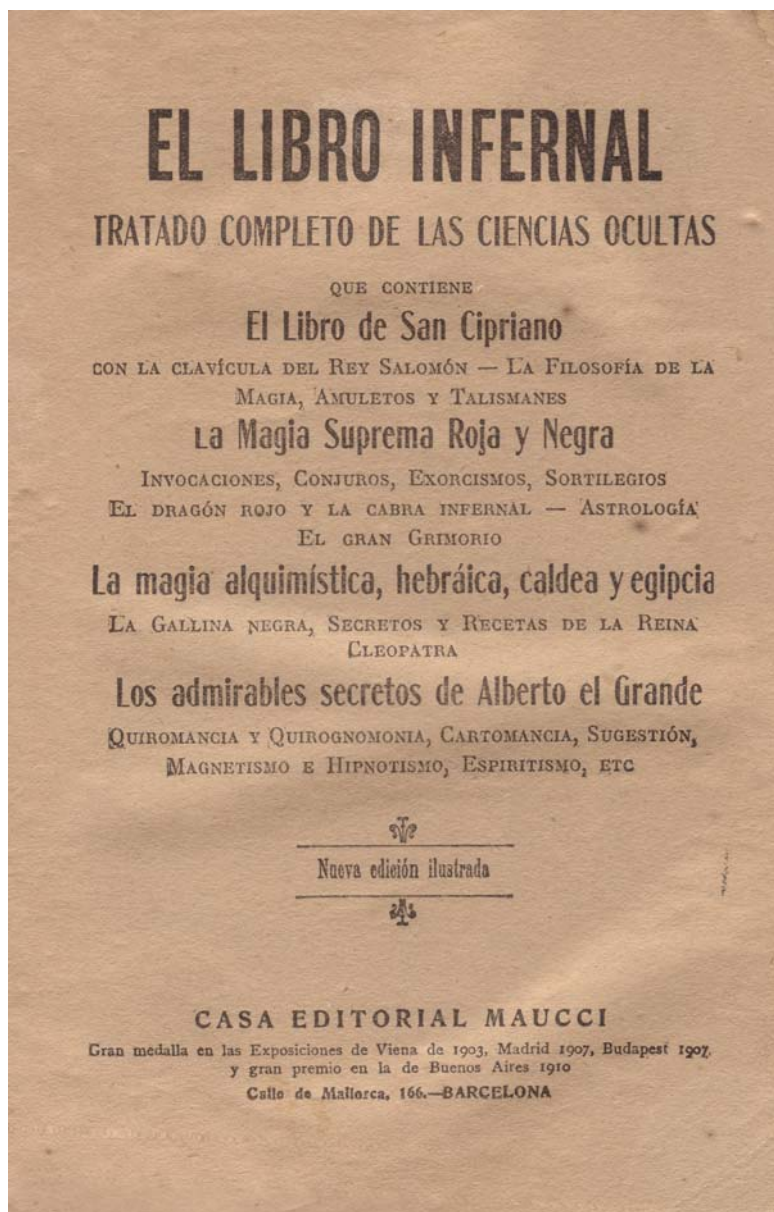 EL LIBRO INFERNAL
TRATADO COMPLETO DE LAS CIENCIAS OCULTAS
QUE CONTIENE
El Libro de San Cipriano
CON LA CLAVÍCULA DEL REY SALOMÓN — LA FILOSOFÍA DE LA
MAGIA, AMULETOS Y TALISMANES
La Magia Suprema Roja y Negra
INVOCACIONES, CONJUROS, EXORCISMOS, SORTILEGIOS
EL DRAGÓN ROJO Y LA CABRA INFERNAL — ASTROLOGÍA
EL GRAN GRIMORIO
La magia alquimística, hebráica, caldea y egipcia
LA GALLINA NEGRA, SECRETOS Y RECETAS DE LA REINA
CLEOPATRA
Los admirables secretos de Alberto el Grande
QUIROMANCIA Y QUIROGNOMONIA, CARTOMANCIA, SUGESTIÓN,
MAGNETISMO E HIPNOTISMO, ESPIRITISMO, ETC
Nueva edición ilustrada
CASA EDITORIAL MAUCCI
Gran medalla en las Exposiciones de Viena de 1903, Madrid 1907, Budapest 1907,
y gran premio en la de Buenos Aires 1910
Calle de Mallorca, 166.—BARCELONA